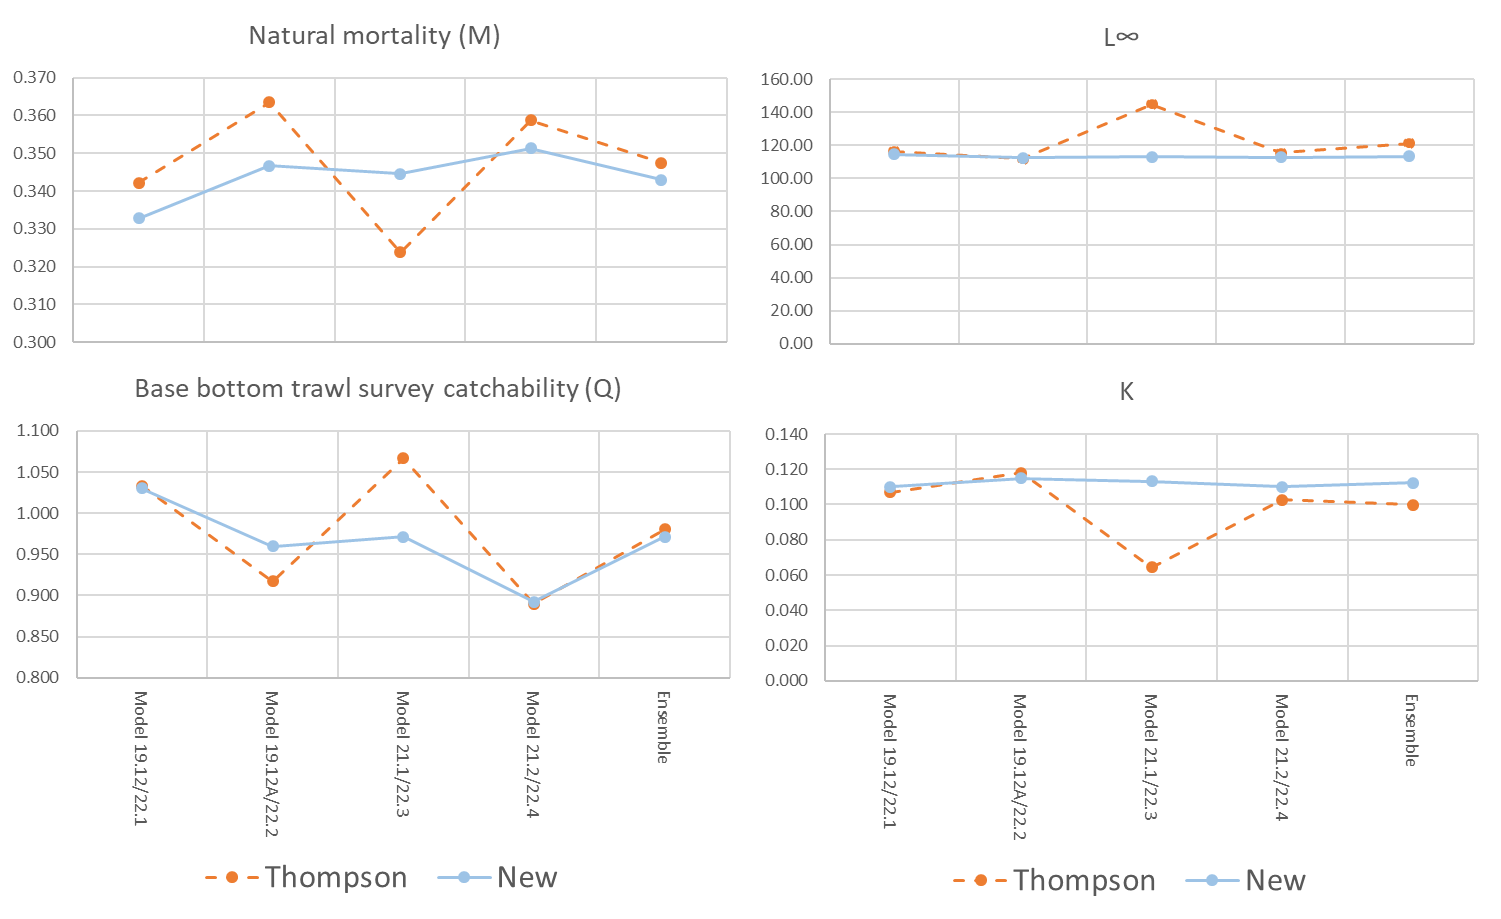 Natural mortality (M)
0.370
0.360
0.350
0.340
0.330
0.320
0.310
0.300
L∞
160.00
140.00
120.00
100.00
80.00
60.00
40.00
20.00
0.00
Base bottom trawl survey catchability (Q)
1.100
1.050
1.000
0.950
0.900
0.850
0.800
Model 19.12/22.1
Model 19.12A/22.2
Model 21.1/22.3
Model 21.2/22.4
Ensemble
Thompson New
K
0.140
0.120
0.100
0.080
0.060
0.040
0.020
0.000
Model 19.12/22.1
Model 19.12A/22.2
Model 21.1/22.3
Model 21.2/22.4
Ensemble
Thompson New